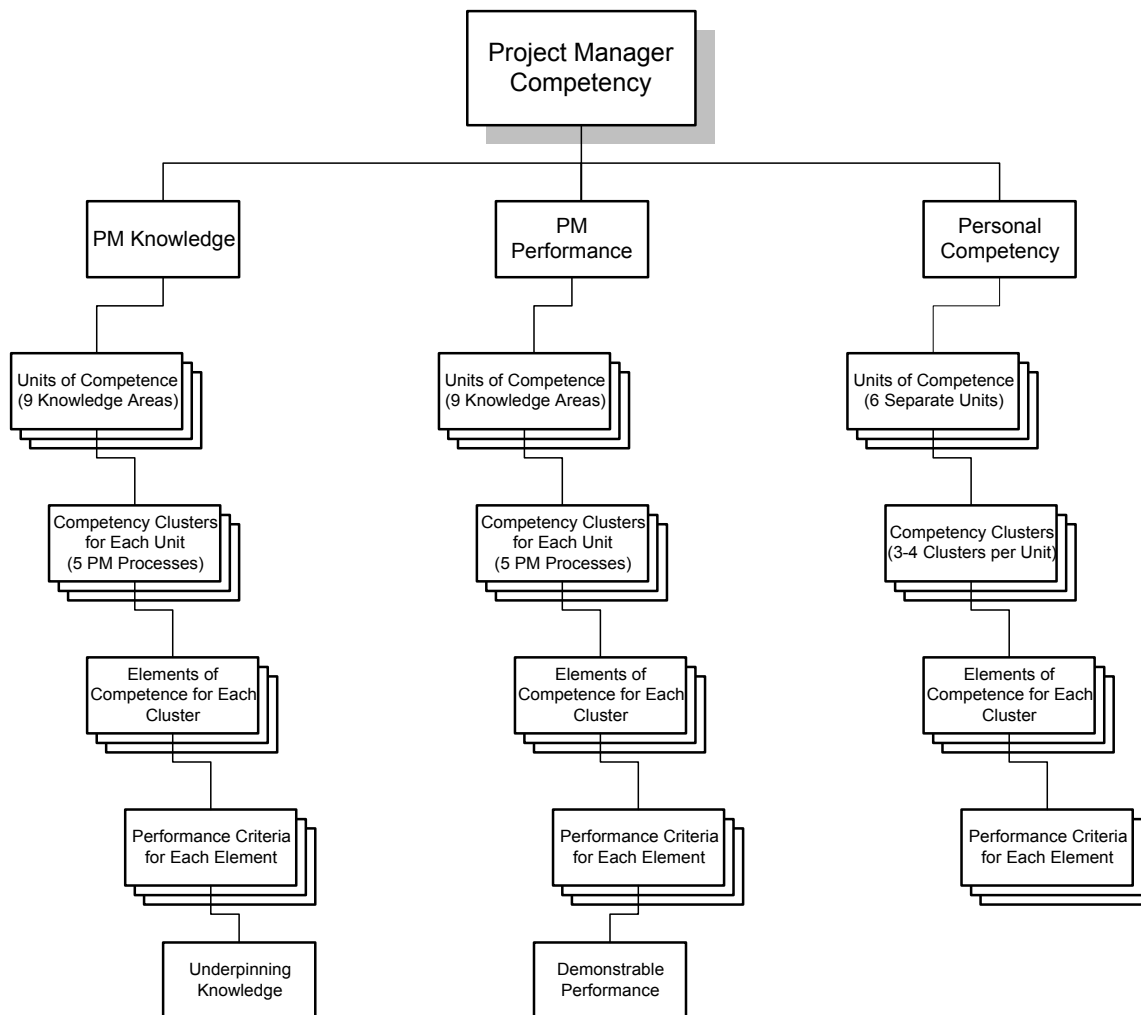 Project Manager
Competency
PM Knowledge
PM
Performance
Personal
Competency
Units of Competence
(9 Knowledge Areas)
Units of Competence
(9 Knowledge Areas)
Units of Competence
(6 Separate Units)
Competency Clusters
for Each Unit
(5 PM Processes)
Competency Clusters
for Each Unit
(5 PM Processes)
Competency Clusters
(3-4 Clusters per Unit)
Elements of
Competence for Each
Cluster
Elements of
Competence for Each
Cluster
Elements of
Competence for Each
Cluster
Performance Criteria
for Each Element
Performance Criteria
for Each Element
Performance Criteria
for Each Element
Underpinning
Knowledge
Demonstrable
Performance